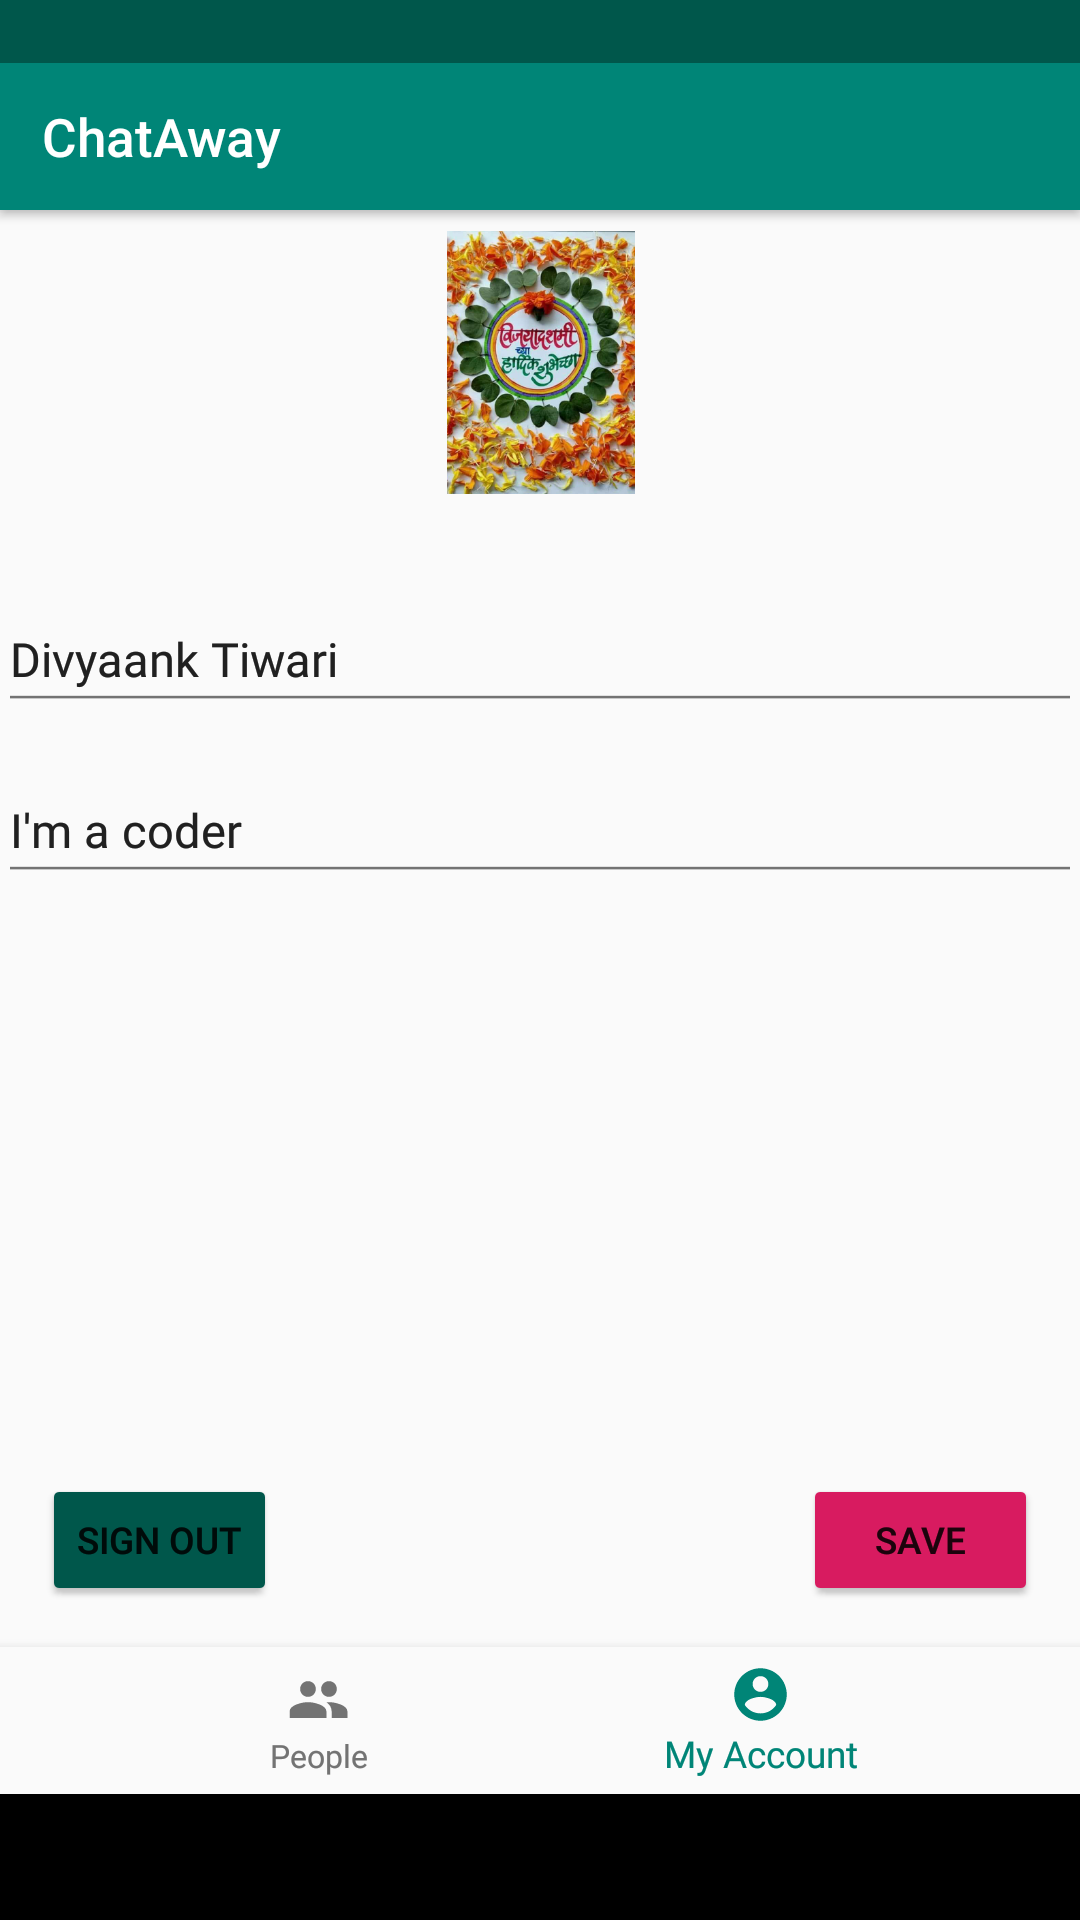 ChatAway
विजयादशमी
च्या
हार्दिक शुभेच्छा
Divyaank Tiwari
I'm a coder
SIGN OUT
SAVE
People
My Account